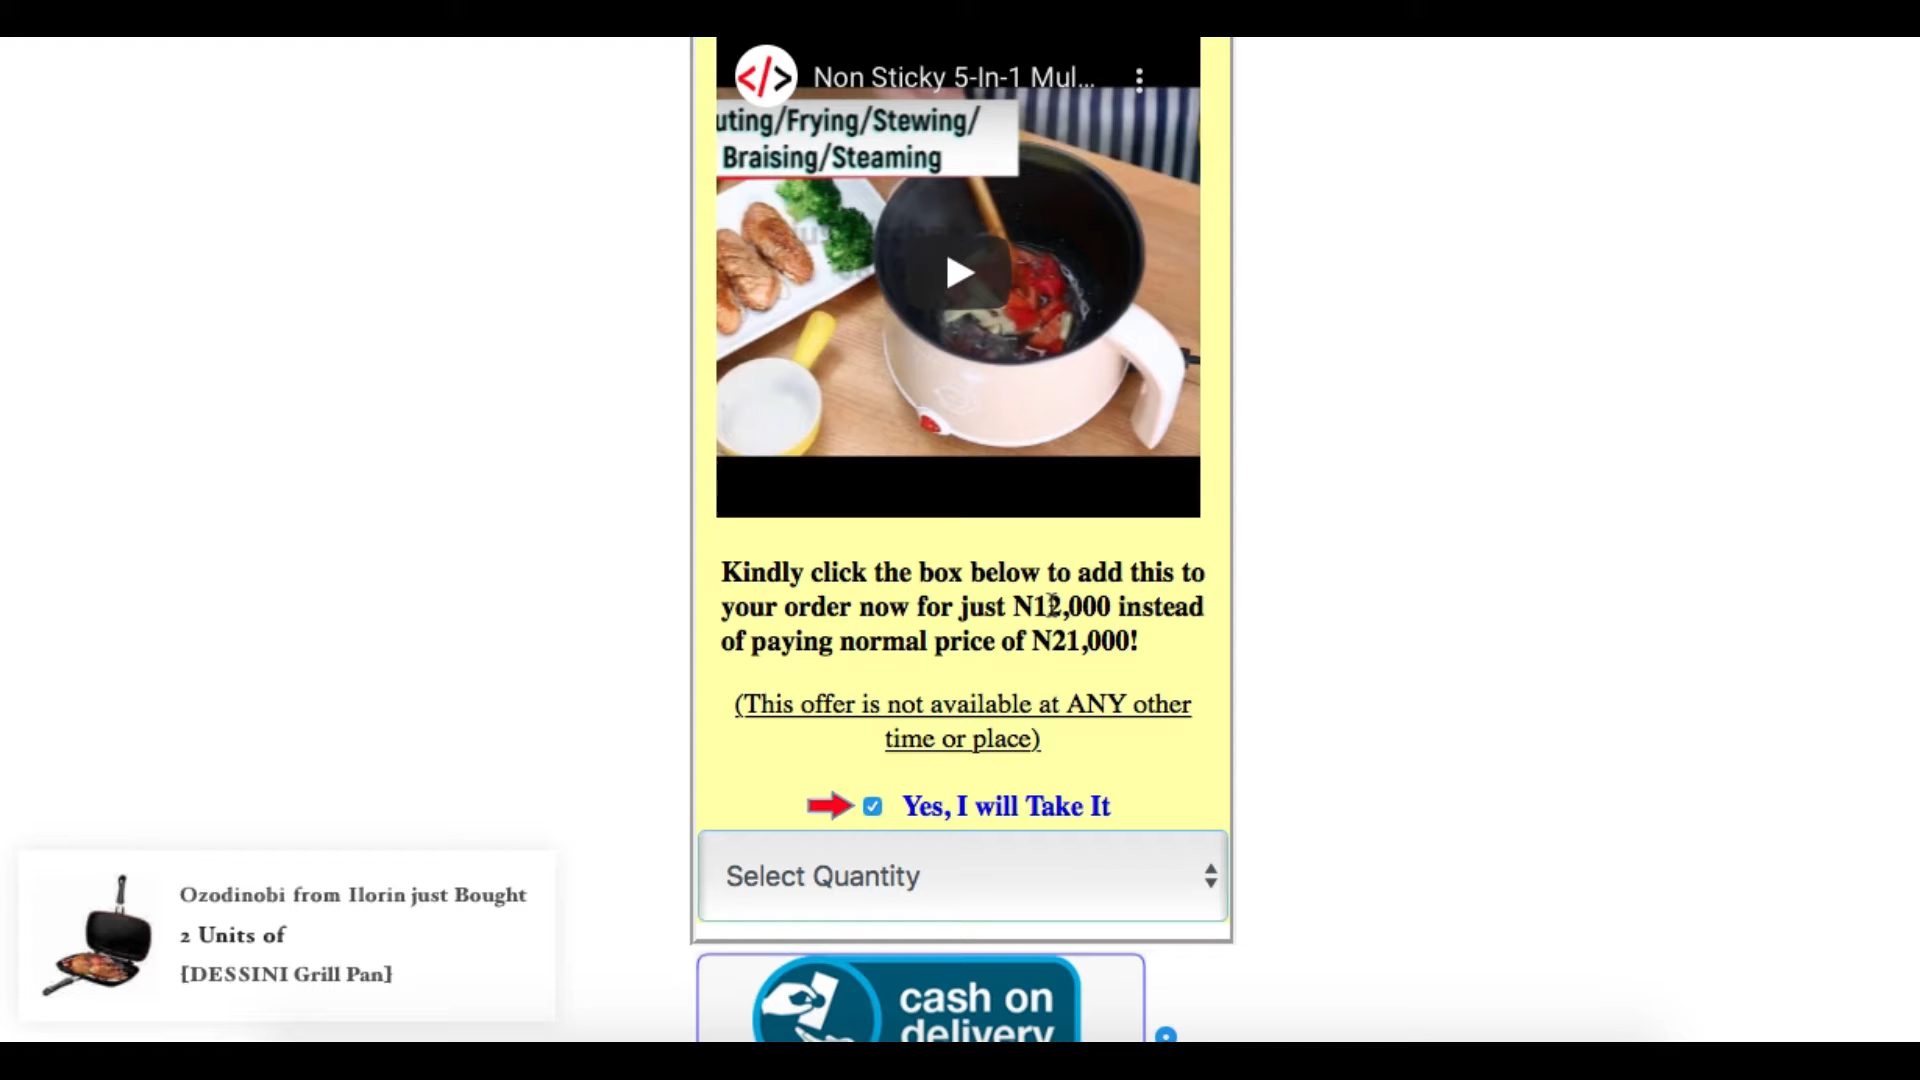 </> Non Sticky 5-In-1 Mul...
uting/Frying/Stewing/
Braising/Steaming
Kindly click the box below to add this to
your order now for just N12,000 instead
of paying normal price of N21,000!
(This offer is not available at ANY other
time or place)
Yes, I will Take It
Select Quantity
Ozodinobi from Ilorin just Bought
2 Units of
[DESSINI Grill Pan]
cash on
delivery